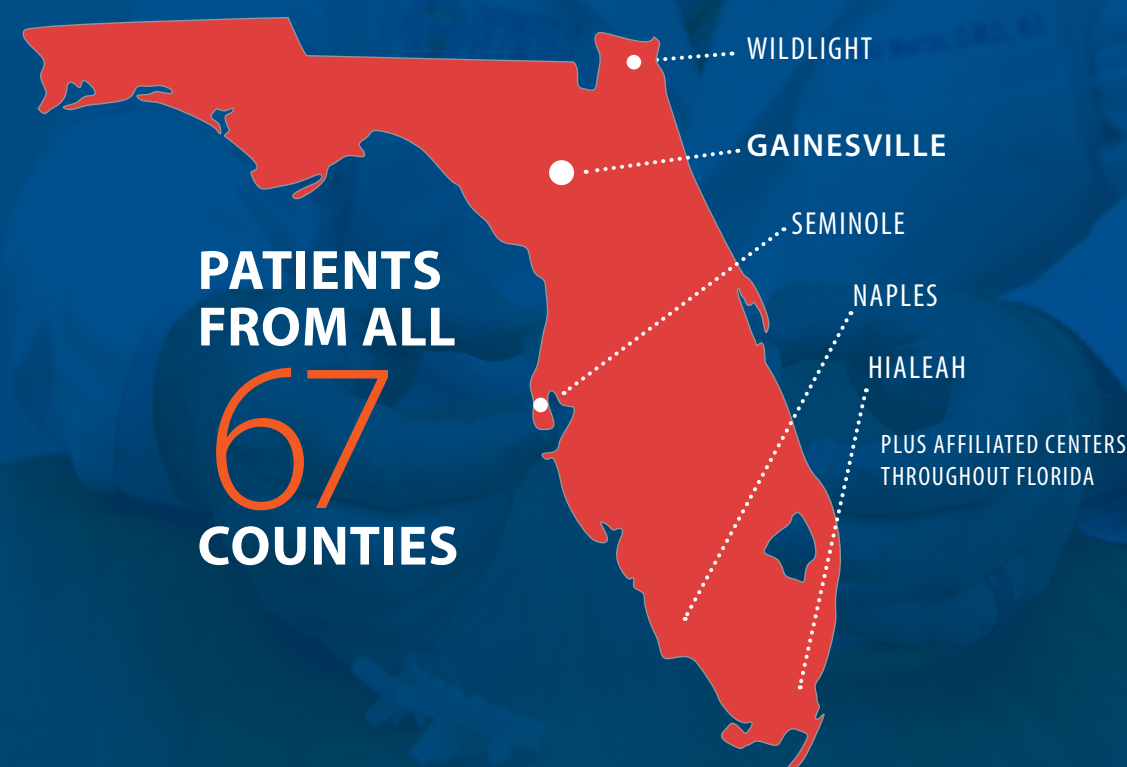 WILDLIGHT
GAINESVILLE
SEMINOLE
NAPLES
HIALEAH
PLUS AFFILIATED CENTERS
THROUGHOUT FLORIDA
PATIENTS
FROM ALL
67
COUNTIES